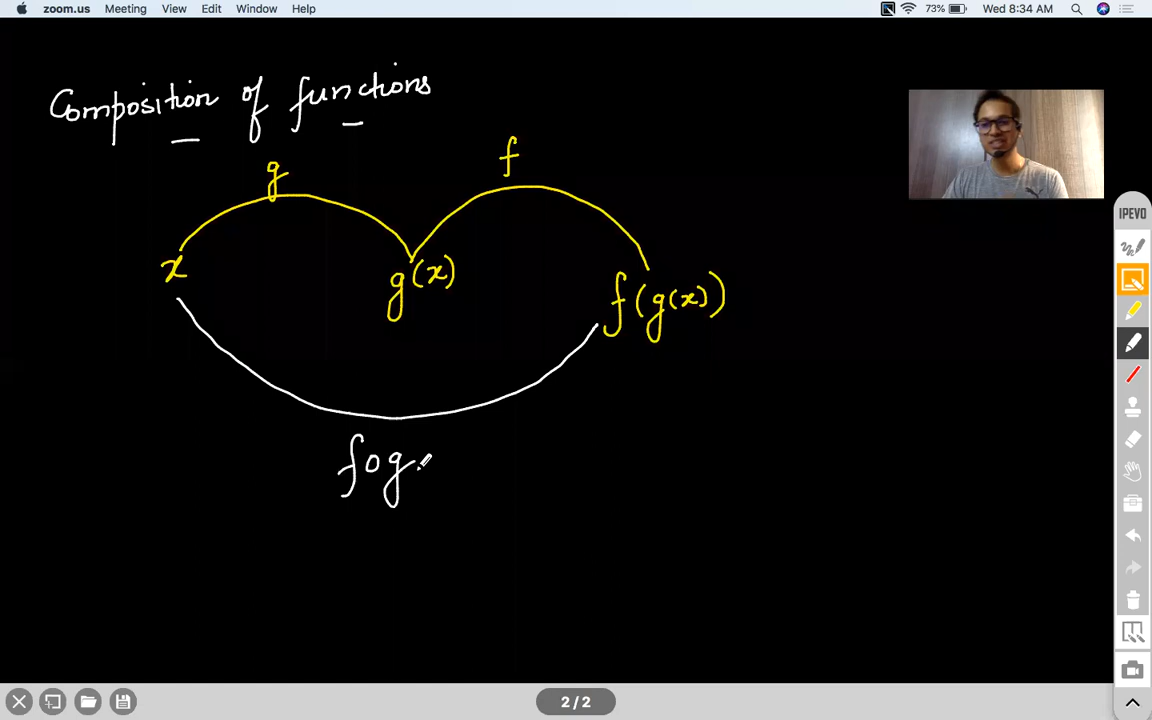 zoom.us Meeting View Edit Window Help 73% Wed 8:34 AM
Composition of functions
g f
x g(x) f(g(x))
fog
IPEVO
2/2